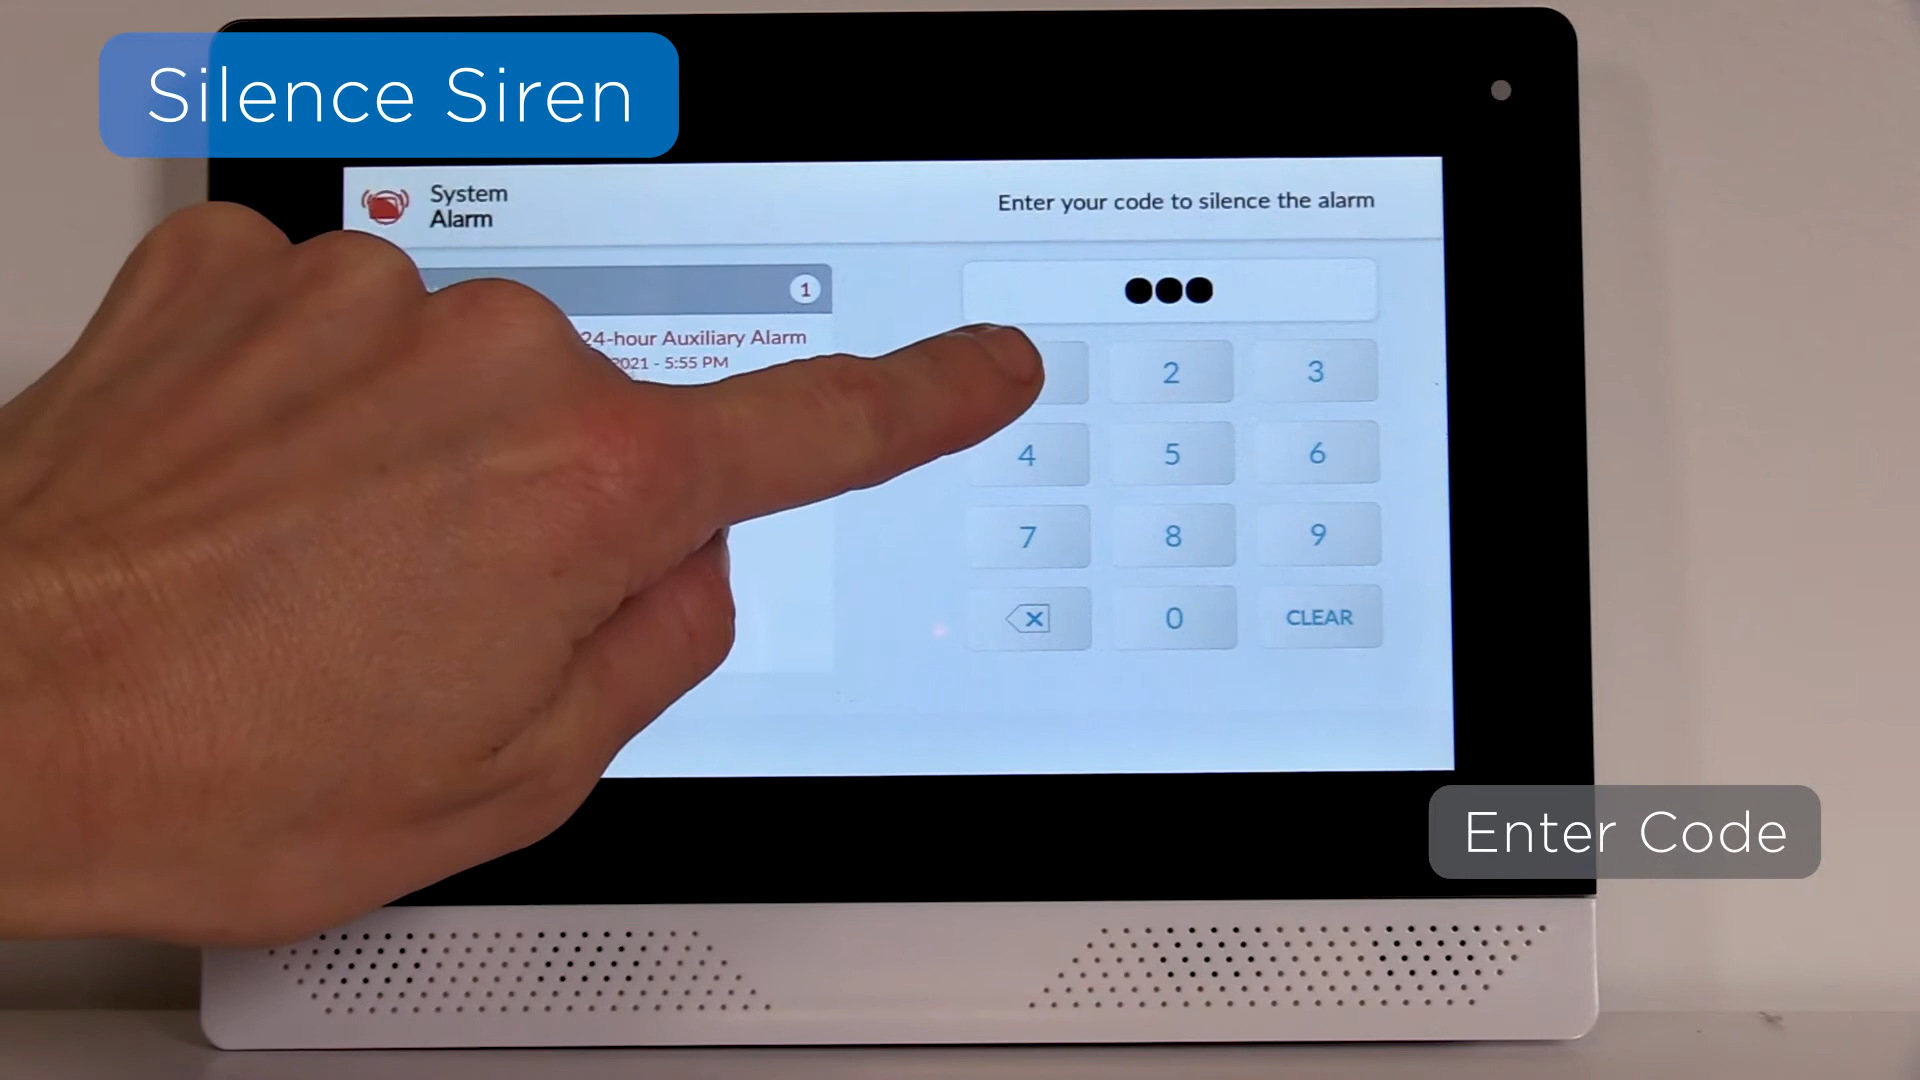 Silence Siren
System
Alarm
Enter your code to silence the alarm
1
24-hour Auxiliary Alarm
2021 - 5:55 PM
2
3
4
5
6
7
8
9
0
CLEAR
Enter Code